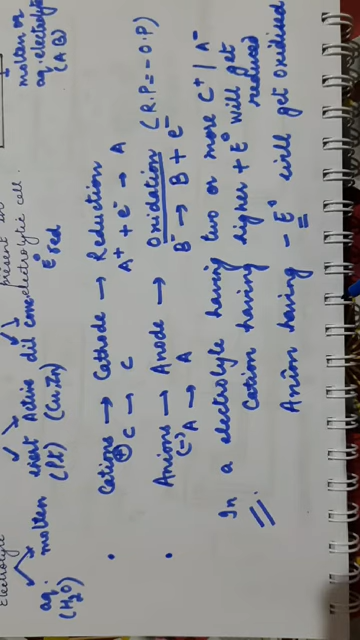 Electrolyte
present in
electrolytic cell.
aq. molten
(H2O)
inert Active dil conc.
(Pt) (Cu,Zn)
E°red
molten or
aq. electrolyte
(AB)
• Cations → Cathode → Reduction
(+) C — C A+ + e- → A
• Anions → Anode → Oxidation (R.P = - O.P)
(-) A — A B- → B + e-
// In a electrolyte having two or more C+ / A-
Cation having higher + E° will get reduced
Anion having - E° will get oxidised